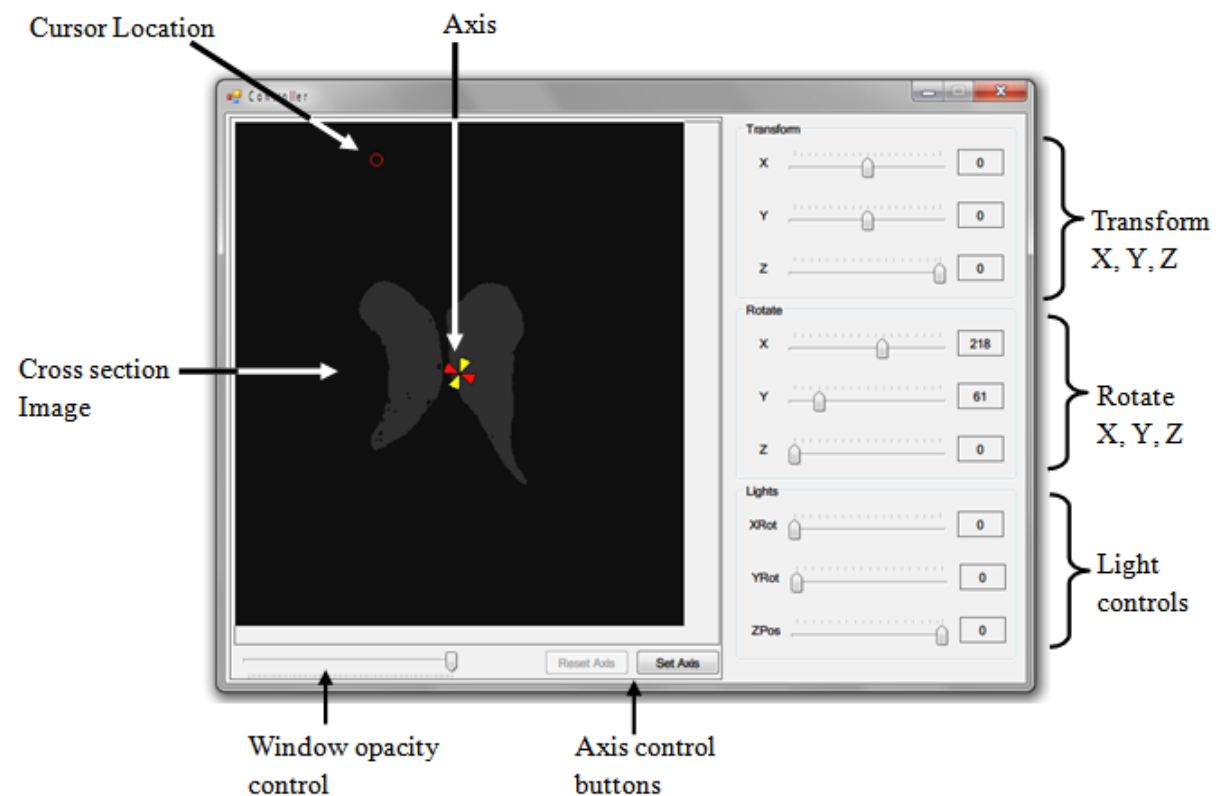 Cursor Location
Axis
Controller
Transform
X
0
Y
0
Z
0
Transform
X, Y, Z
Rotate
X
218
Y
61
Z
0
Rotate
X, Y, Z
Cross section
Image
Lights
XRot
0
YRot
0
ZPos
0
Light
controls
Reset Axis
Set Axis
Window opacity
control
Axis control
buttons